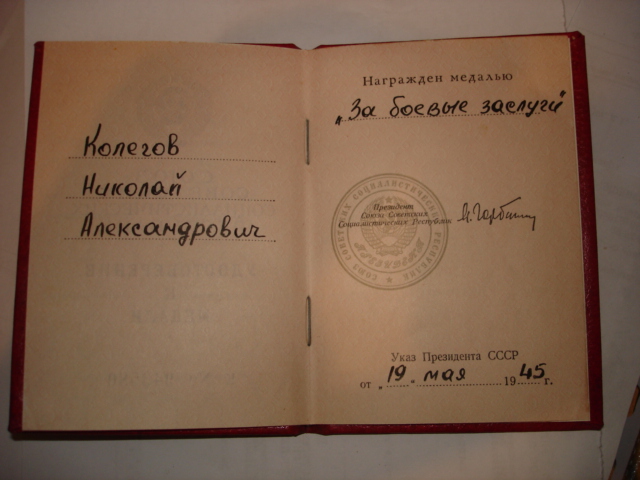 Колегов
Николай
Александрович
Награжден медалью
„За боевые заслуги"
Президент
Союза Советских
Социалистических Республик
Указ Президента СССР
от „19" мая 1945 г.